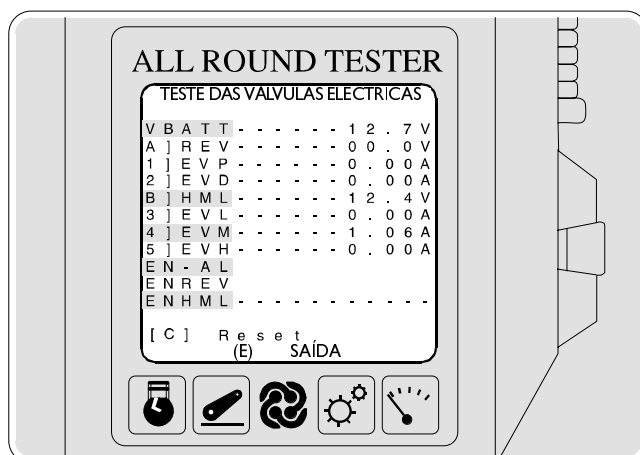 ALL ROUND TESTER
TESTE DAS VALVULAS ELECTRICAS
VBATT------12.7V
A]REV------00.0V
1]EVP------0.00A
2]EVD------0.00A
B]HML------12.4V
3]EVL------0.00A
4]EVM------1.06A
5]EVH------0.00A
EN-AL
ENREV
ENHML-----------
[C] Reset
(E) SAÍDA